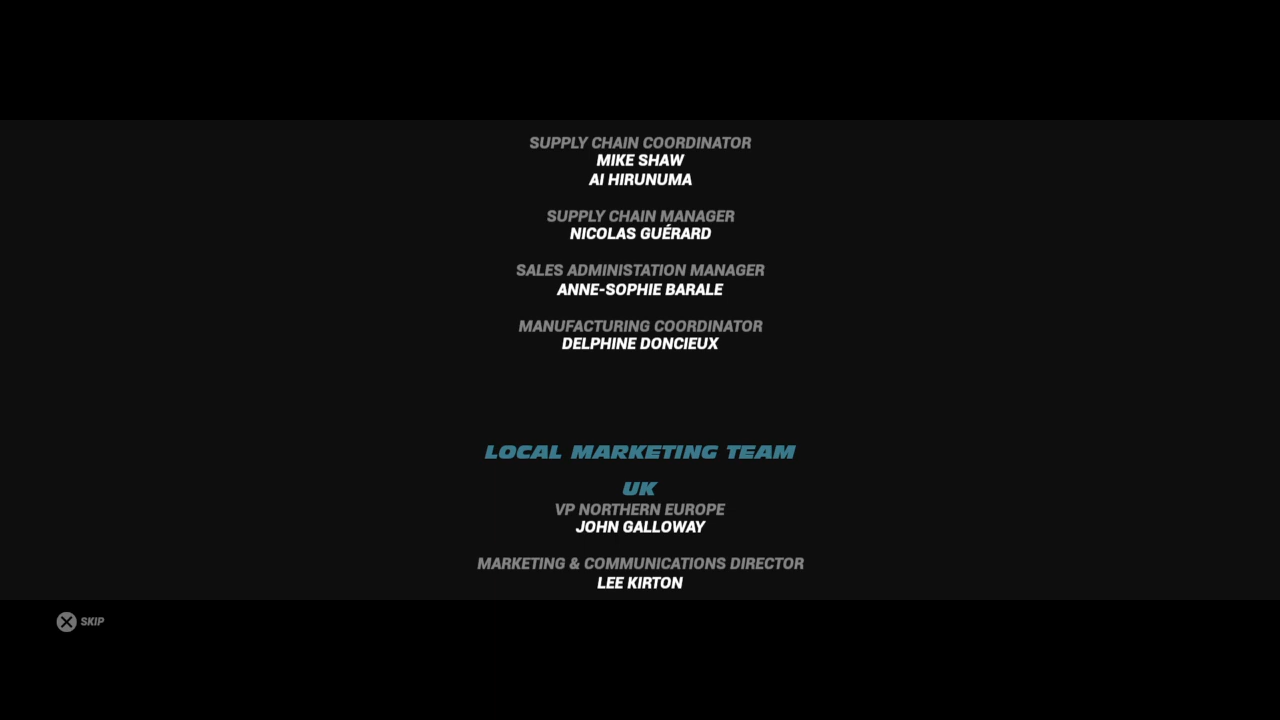 SUPPLY CHAIN COORDINATOR
MIKE SHAW
AI HIRUNUMA
SUPPLY CHAIN MANAGER
NICOLAS GUÉRARD
SALES ADMINISTATION MANAGER
ANNE-SOPHIE BARALE
MANUFACTURING COORDINATOR
DELPHINE DONCIEUX
LOCAL MARKETING TEAM
UK
VP NORTHERN EUROPE
JOHN GALLOWAY
MARKETING & COMMUNICATIONS DIRECTOR
LEE KIRTON
SKIP